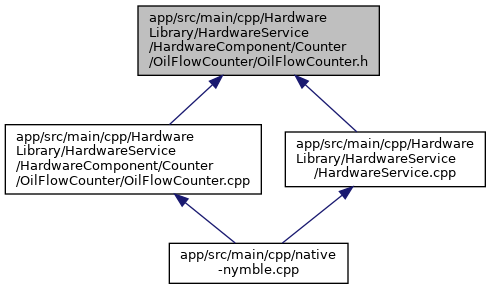 app/src/main/cpp/Hardware
Library/HardwareService
/HardwareComponent/Counter
/OilFlowCounter/OilFlowCounter.h
app/src/main/cpp/Hardware
Library/HardwareService
/HardwareComponent/Counter
/OilFlowCounter/OilFlowCounter.cpp
app/src/main/cpp/Hardware
Library/HardwareService
/HardwareService.cpp
app/src/main/cpp/native
-nymble.cpp